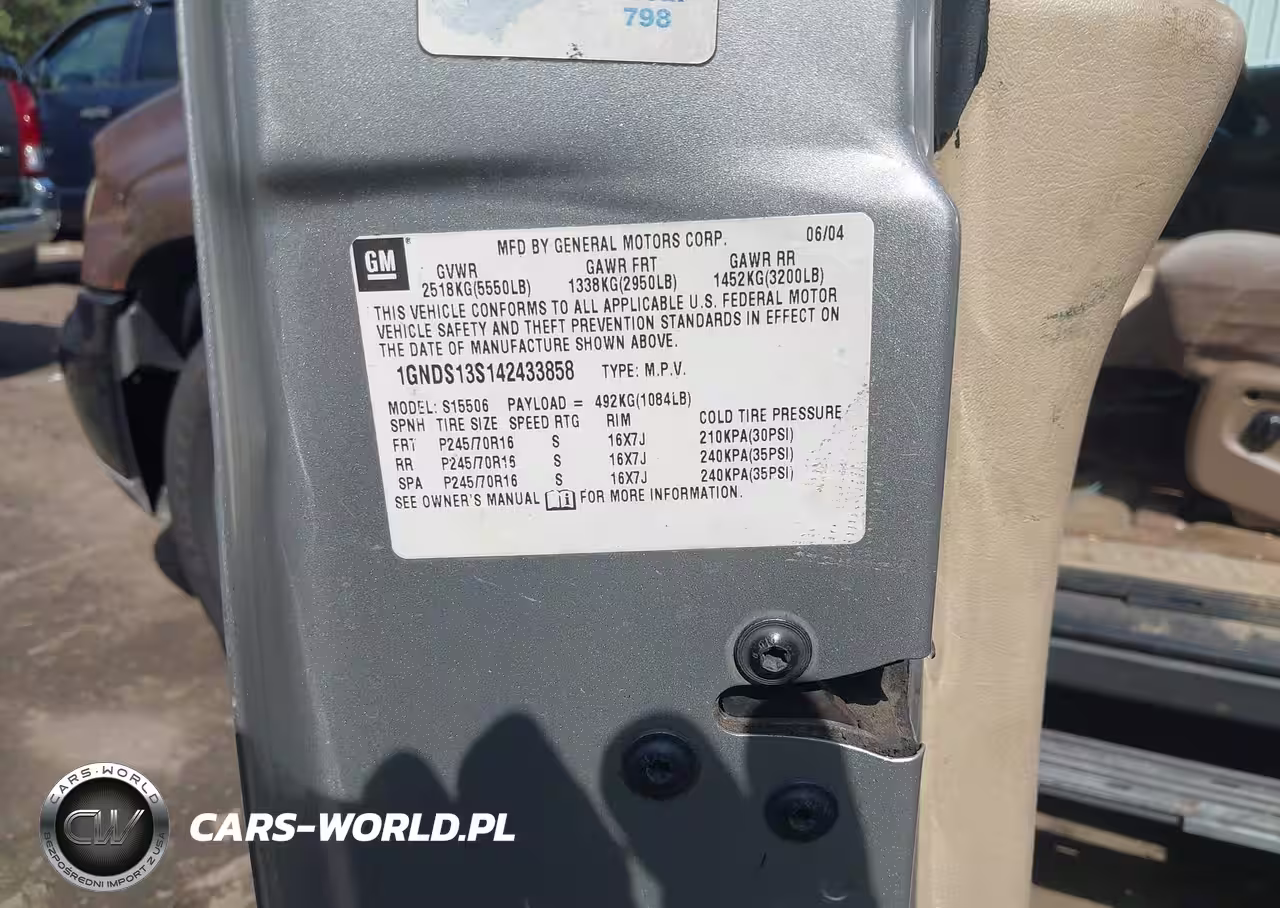 798
GM
MFD BY GENERAL MOTORS CORP. 06/04
GVWR GAWR FRT GAWR RR
2518KG(5550LB) 1338KG(2950LB) 1452KG(3200LB)
THIS VEHICLE CONFORMS TO ALL APPLICABLE U.S. FEDERAL MOTOR
VEHICLE SAFETY AND THEFT PREVENTION STANDARDS IN EFFECT ON
THE DATE OF MANUFACTURE SHOWN ABOVE.
1GNDS13S142433858 TYPE: M.P.V.
MODEL: S15506 PAYLOAD = 492KG(1084LB)
SPNH TIRE SIZE SPEED RTG RIM COLD TIRE PRESSURE
FRT P245/70R16 S 16X7J 210KPA(30PSI)
RR P245/70R16 S 16X7J 240KPA(35PSI)
SPA P245/70R16 S 16X7J 240KPA(35PSI)
SEE OWNER'S MANUAL FOR MORE INFORMATION.
CARS-WORLD
CW
BEZPOŚREDNI IMPORT Z USA
CARS-WORLD.PL